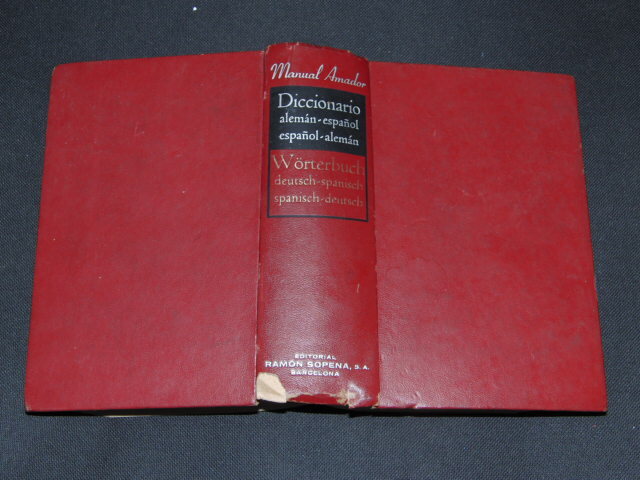 Manual Amador
Diccionario
alemán-español
español-alemán
Wörterbuch
deutsch-spanisch
spanisch-deutsch
EDITORIAL
RAMÓN SOPENA, S. A.
BARCELONA